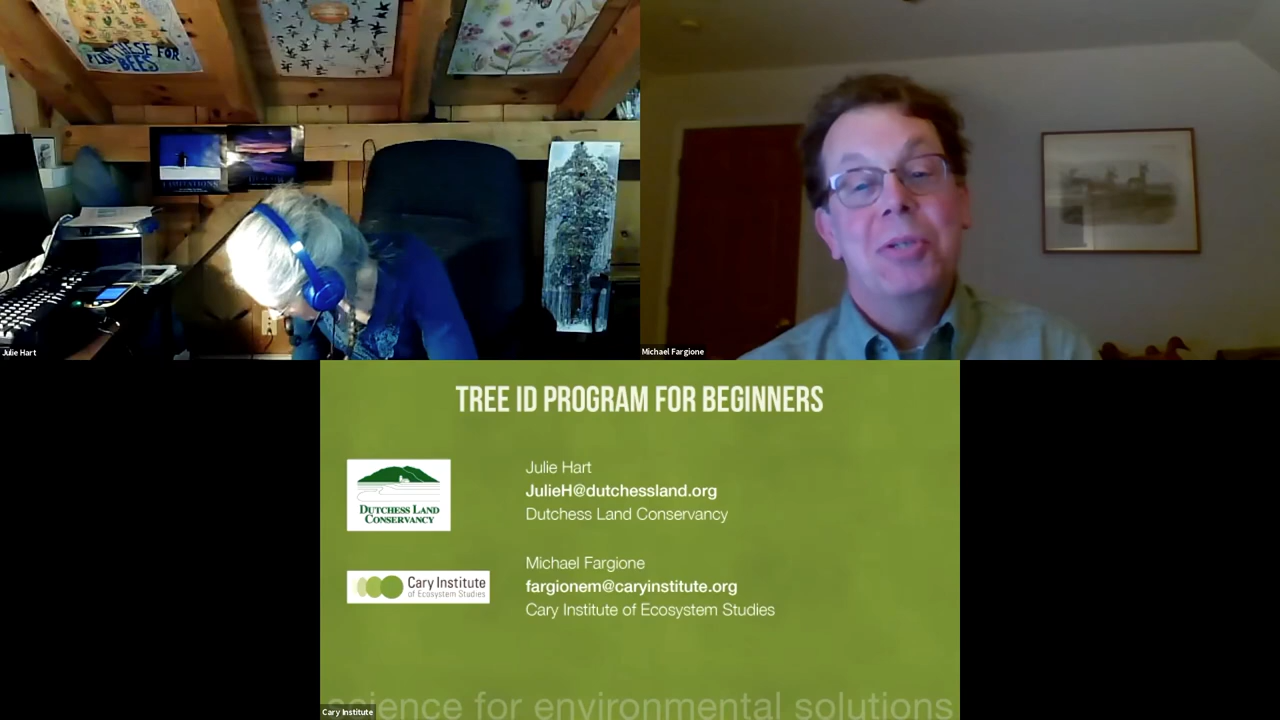 PLANT THESE FOR
BEES
Julie Hart
Michael Fargione
TREE ID PROGRAM FOR BEGINNERS
Julie Hart
JulieH@dutchessland.org
Dutchess Land Conservancy
DUTCHESS LAND
CONSERVANCY
Michael Fargione
fargionem@caryinstitute.org
Cary Institute of Ecosystem Studies
Cary Institute
of Ecosystem Studies
science for environmental solutions
Cary Institute